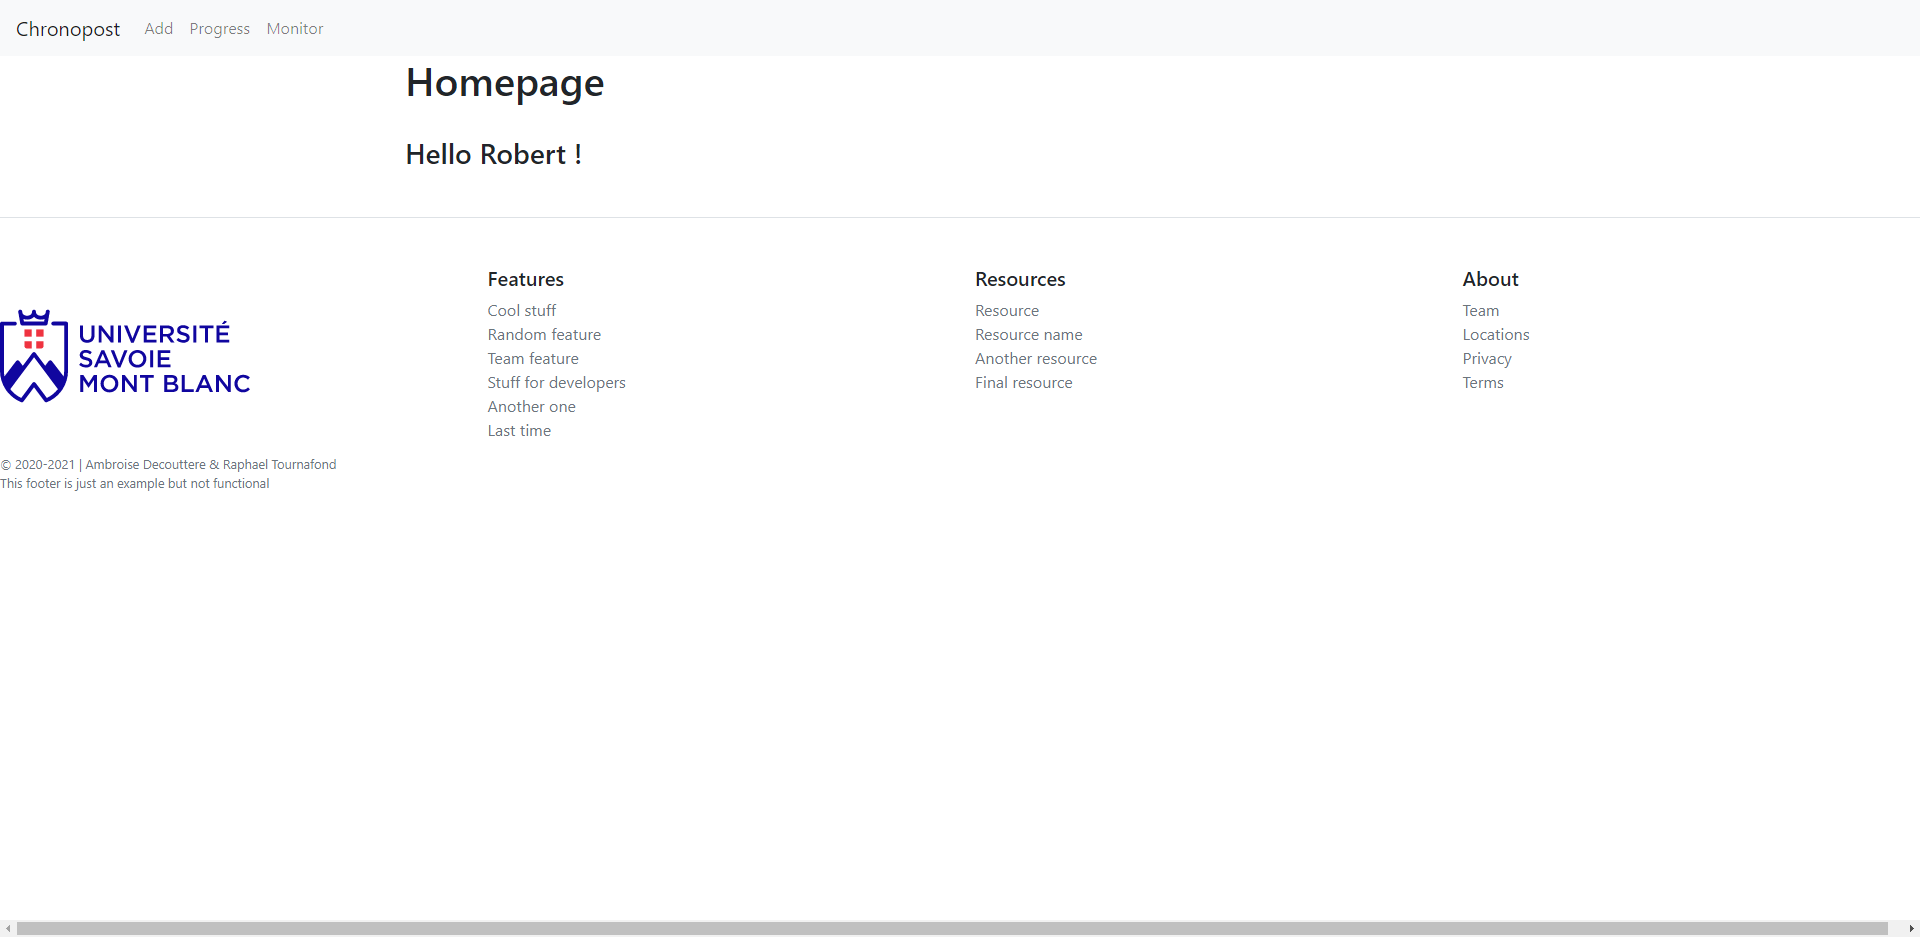 Chronopost Add Progress Monitor
Homepage
Hello Robert !
UNIVERSITÉ
SAVOIE
MONT BLANC
© 2020-2021 | Ambroise Decouttere & Raphael Tournafond
This footer is just an example but not functional
Features
Cool stuff
Random feature
Team feature
Stuff for developers
Another one
Last time
Resources
Resource
Resource name
Another resource
Final resource
About
Team
Locations
Privacy
Terms